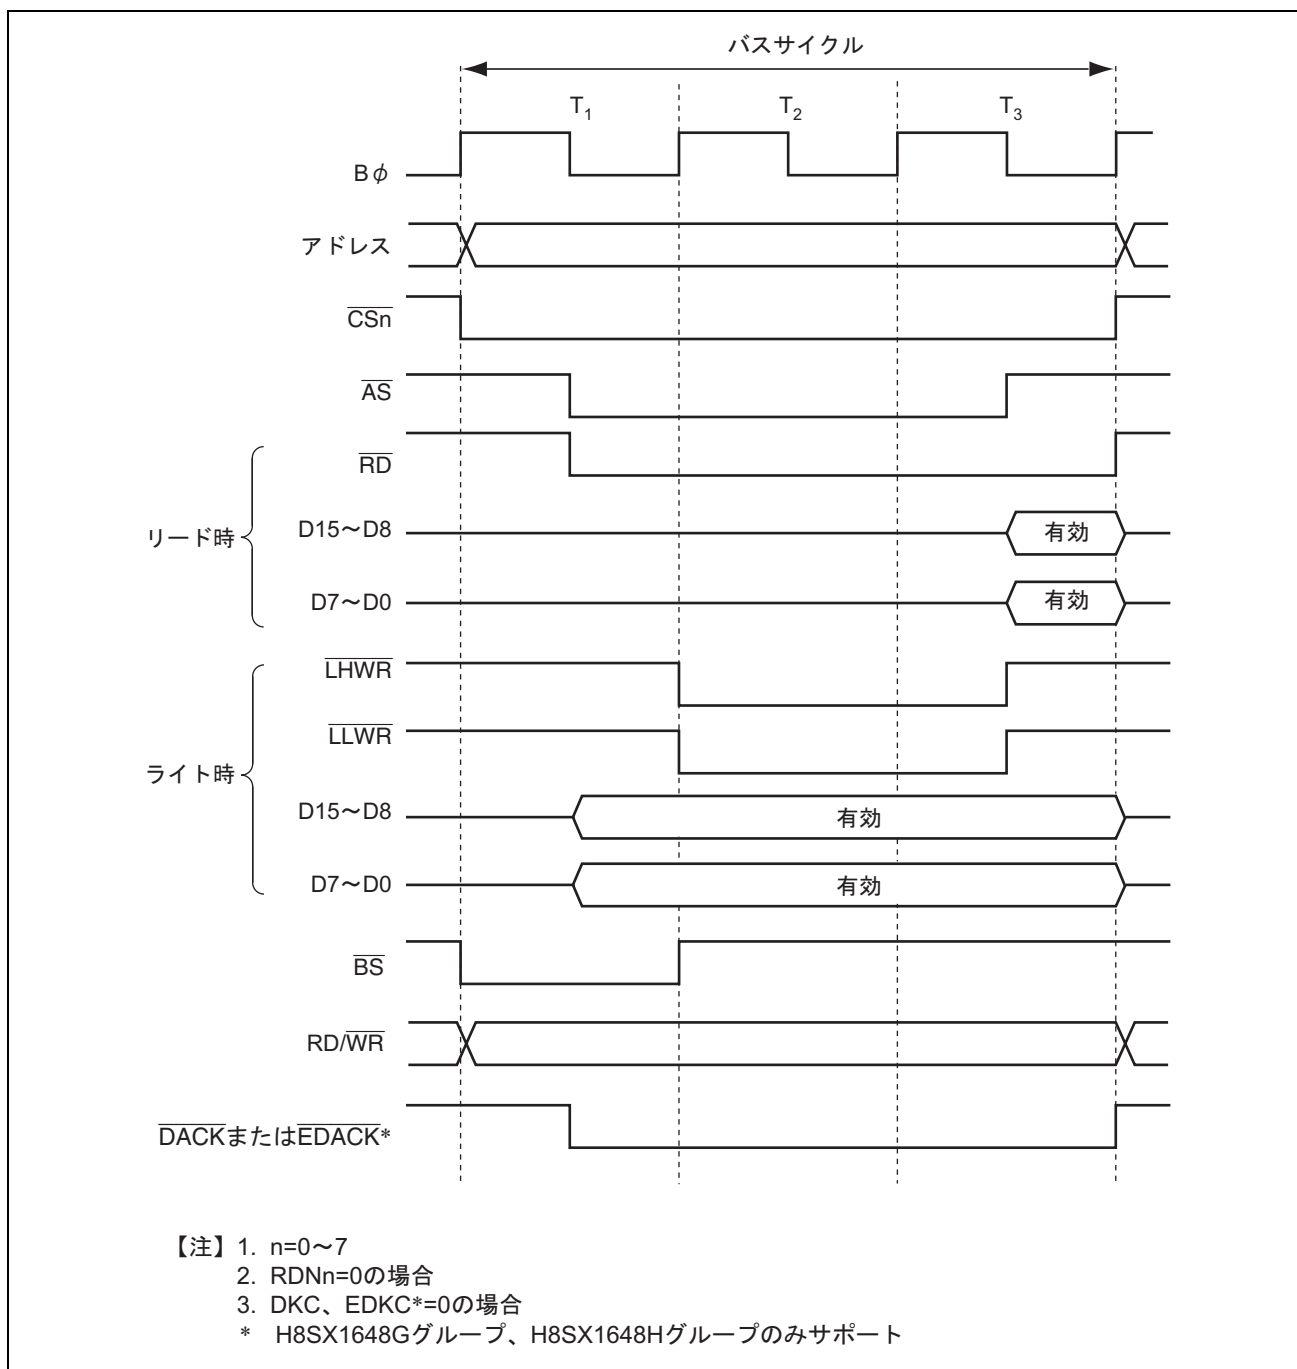 バスサイクル
T1 T2 T3
Bφ
アドレス
CSn
AS
RD
リード時
D15～D8 有効
D7～D0 有効
LHWR
LLWR
ライト時
D15～D8 有効
D7～D0 有効
BS
RD/WR
DACKまたはEDACK*
【注】1. n=0～7
2. RDNn=0の場合
3. DKC、EDKC*=0の場合
* H8SX1648Gグループ、H8SX1648Hグループのみサポート